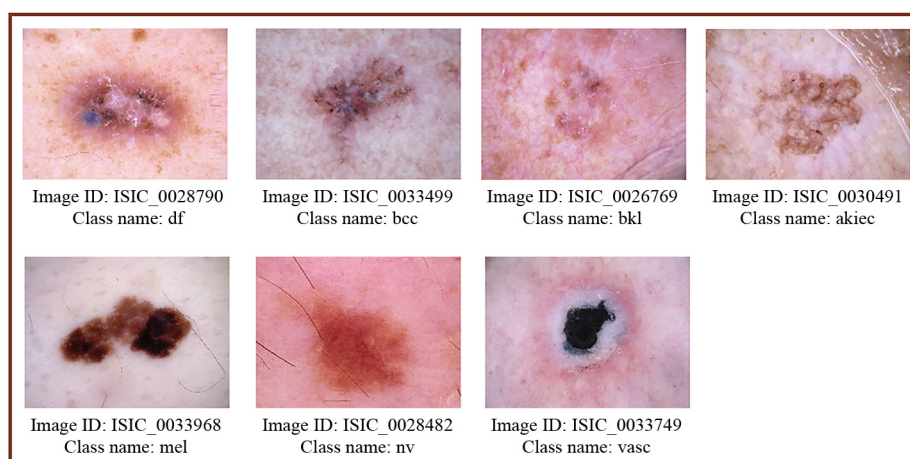 Image ID: ISIC_0028790
Class name: df
Image ID: ISIC_0033499
Class name: bcc
Image ID: ISIC_0026769
Class name: bkl
Image ID: ISIC_0030491
Class name: akiec
Image ID: ISIC_0033968
Class name: mel
Image ID: ISIC_0028482
Class name: nv
Image ID: ISIC_0033749
Class name: vasc